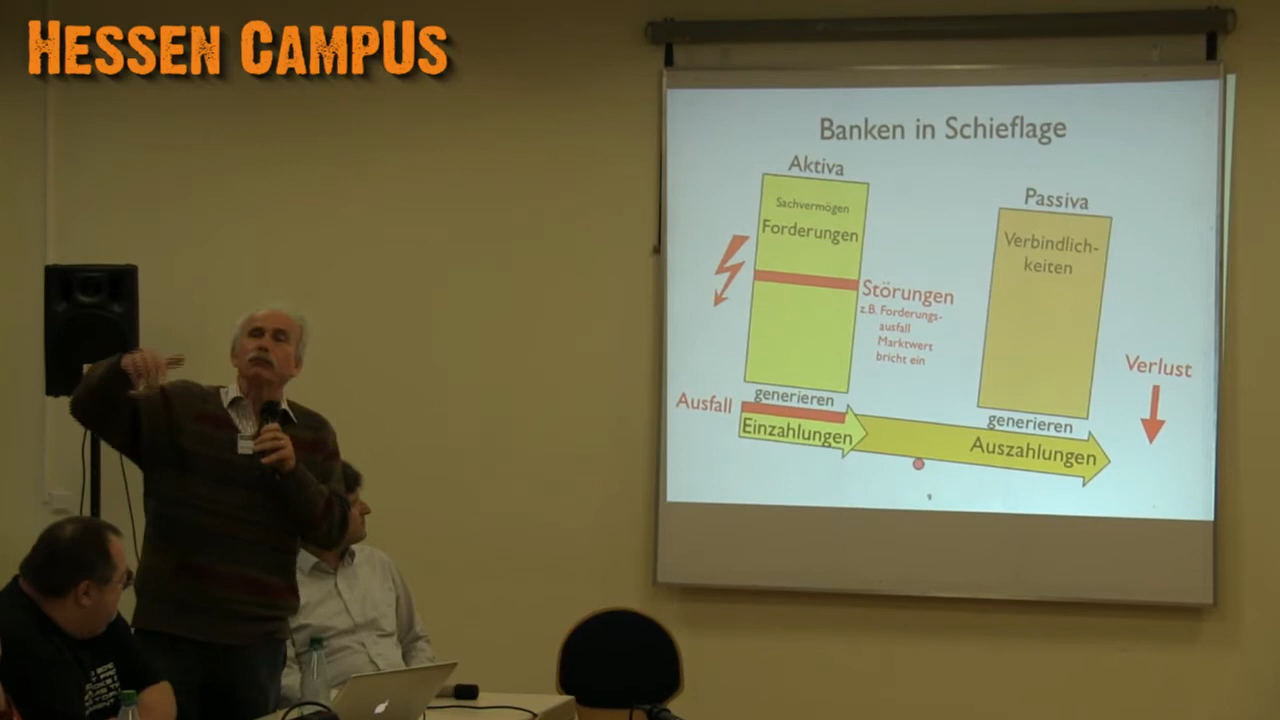 HESSEN CAMPUS
Banken in Schieflage
Aktiva
Sachvermögen
Forderungen
Störungen
z.B. Forderungs-
ausfall
Marktwert
bricht ein
Passiva
Verbindlich-
keiten
Verlust
Ausfall
generieren
Einzahlungen
generieren
Auszahlungen
9